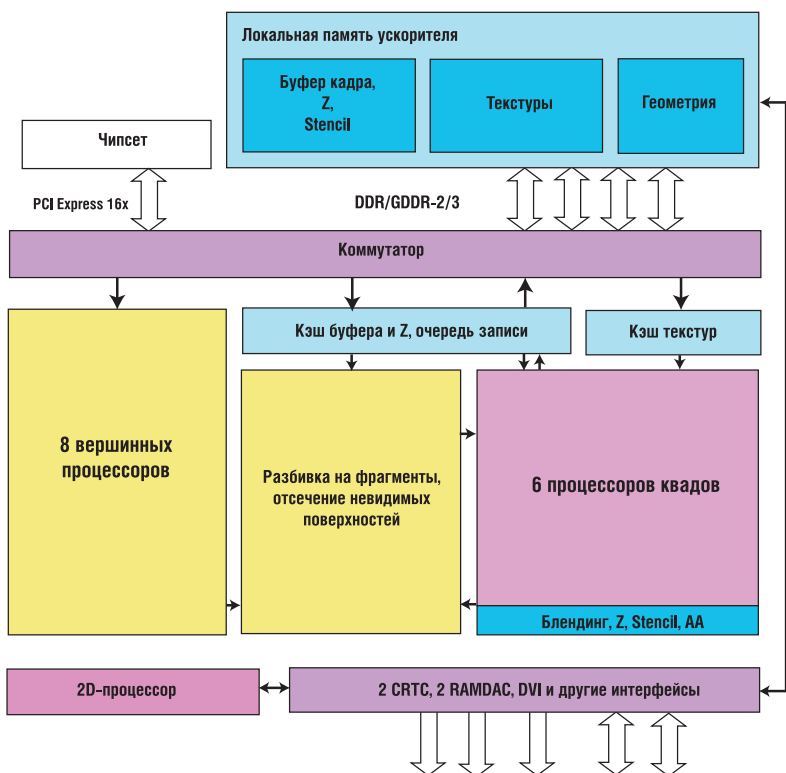 Локальная память ускорителя
Буфер кадра,
Z,
Stencil
Текстуры
Геометрия
Чипсет
PCI Express 16x
DDR/GDDR-2/3
Коммутатор
Кэш буфера и Z, очередь записи
Кэш текстур
8 вершинных
процессоров
Разбивка на фрагменты,
отсечение невидимых
поверхностей
6 процессоров квадов
Блендинг, Z, Stencil, AA
2D-процессор
2 CRTC, 2 RAMDAC, DVI и другие интерфейсы